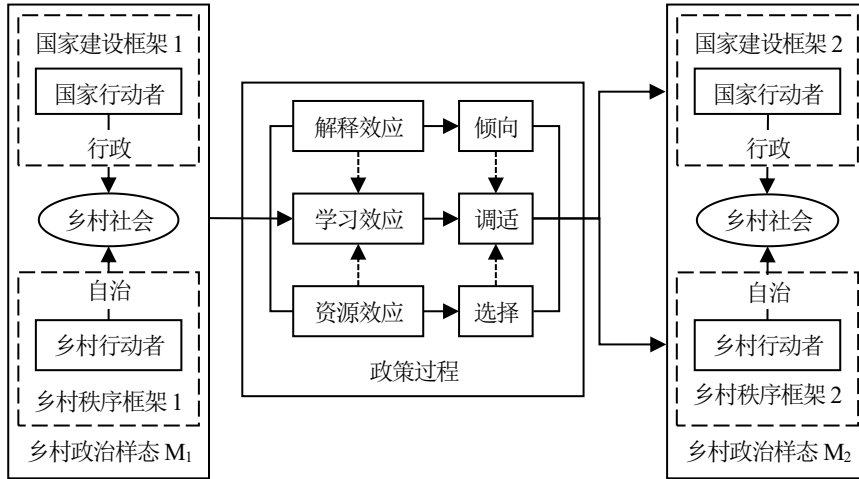 国家建设框架 1
国家行动者
行政
乡村社会
自治
乡村行动者
乡村秩序框架 1
乡村政治样态 M₁
解释效应
倾向
学习效应
调适
资源效应
选择
政策过程
国家建设框架 2
国家行动者
行政
乡村社会
自治
乡村行动者
乡村秩序框架 2
乡村政治样态 M₂